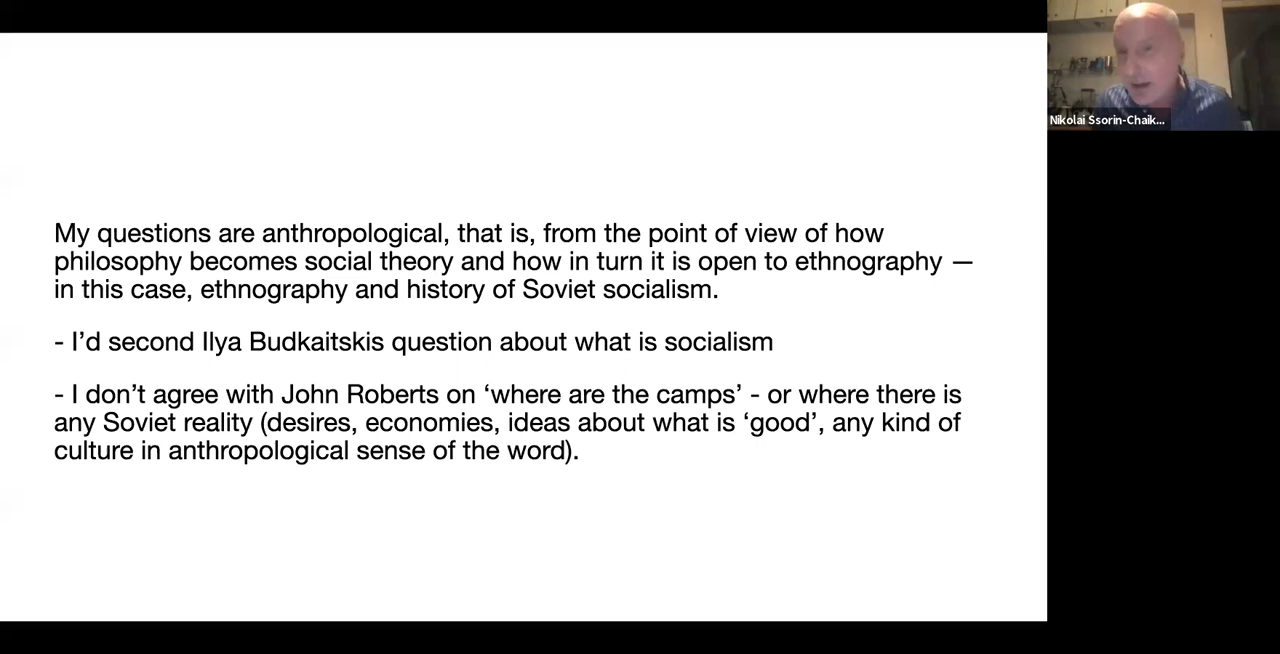 My questions are anthropological, that is, from the point of view of how
philosophy becomes social theory and how in turn it is open to ethnography —
in this case, ethnography and history of Soviet socialism.
- I’d second Ilya Budkaitskis question about what is socialism
- I don’t agree with John Roberts on ‘where are the camps’ - or where there is
any Soviet reality (desires, economies, ideas about what is ‘good’, any kind of
culture in anthropological sense of the word).
Nikolai Ssorin-Chaik...